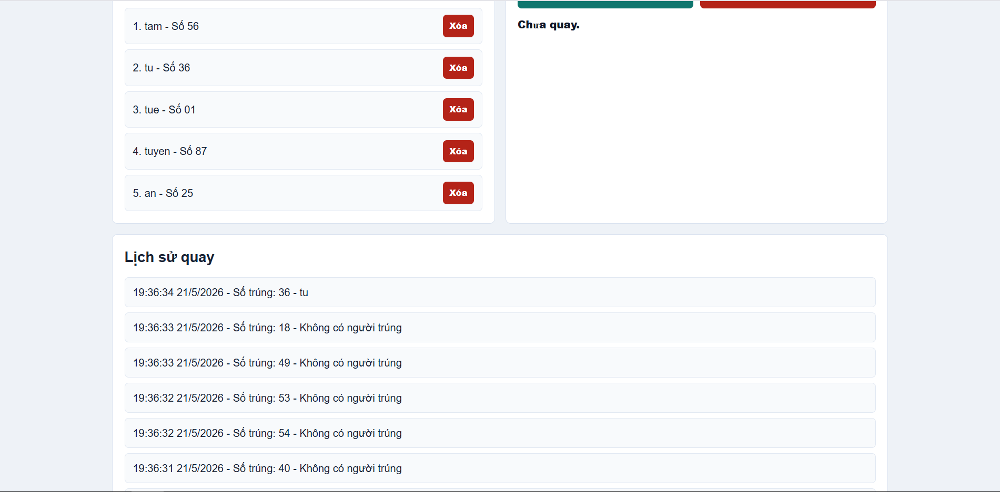 1. tam - Số 56
Xóa
2. tu - Số 36
Xóa
3. tue - Số 01
Xóa
4. tuyen - Số 87
Xóa
5. an - Số 25
Xóa
Chưa quay.
Lịch sử quay
19:36:34 21/5/2026 - Số trúng: 36 - tu
19:36:33 21/5/2026 - Số trúng: 18 - Không có người trúng
19:36:33 21/5/2026 - Số trúng: 49 - Không có người trúng
19:36:32 21/5/2026 - Số trúng: 53 - Không có người trúng
19:36:32 21/5/2026 - Số trúng: 54 - Không có người trúng
19:36:31 21/5/2026 - Số trúng: 40 - Không có người trúng